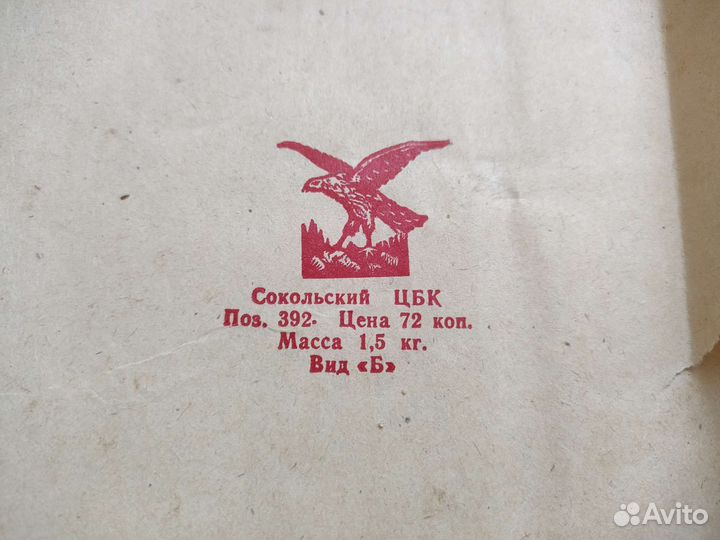 Сокольский ЦБК
Поз. 392. Цена 72 коп.
Масса 1,5 кг.
Вид «Б»
Avito